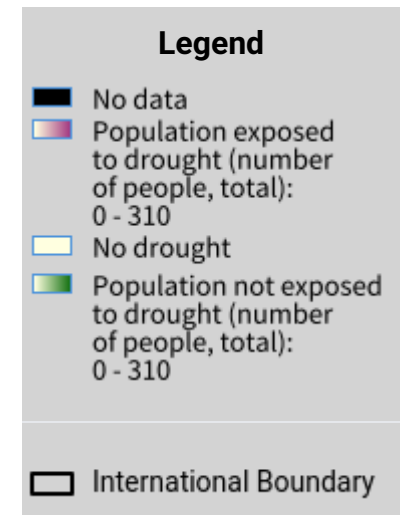 Legend
No data
Population exposed
to drought (number
of people, total):
0 - 310
No drought
Population not exposed
to drought (number
of people, total):
0 - 310
International Boundary